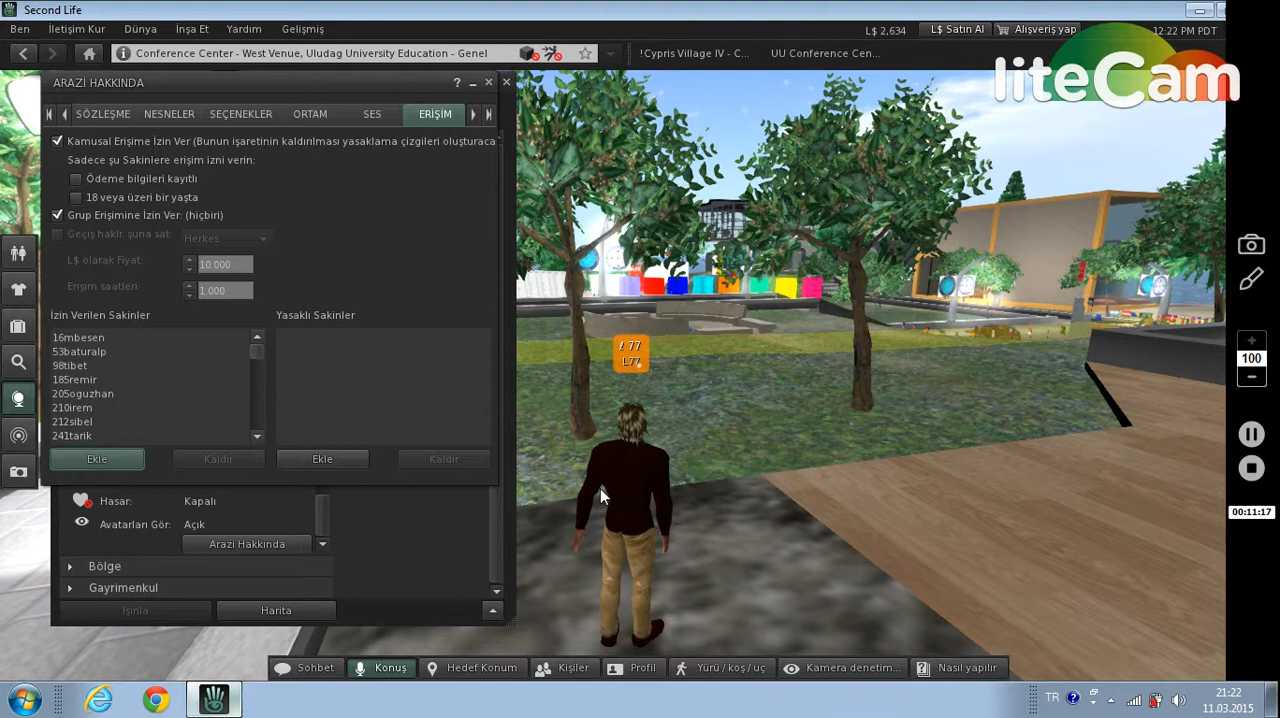 Second Life
Ben İletişim Kur Dünya İnşa Et Yardım Gelişmiş
L$ 2,634 L$ Satın Al Alışveriş yap 12:22 PM PDT
Conference Center - West Venue, Uludag University Education - Genel
!Cypris Village IV - C... UU Conference Cen...
liteCam
ARAZİ HAKKINDA
SÖZLEŞME NESNELER SEÇENEKLER ORTAM SES ERİŞİM
Kamusal Erişime İzin Ver (Bunun işaretinin kaldırılması yasaklama çizgileri oluşturaca
Sadece şu Sakinlere erişim izni verin:
Ödeme bilgileri kayıtlı
18 veya üzeri bir yaşta
Grup Erişimine İzin Ver: (hiçbiri)
Geçiş haklr. şuna sat: Herkes
L$ olarak Fiyat: 10.000
Erişim saatleri: 1.000
İzin Verilen Sakinler Yasaklı Sakinler
16mbesen
53baturalp
98tibet
185remir
205oguzhan
210irem
212sibel
241tarik
Ekle Kaldır Ekle Kaldır
Hasar: Kapalı
Avatarları Gör: Açık
Arazi Hakkında
Bölge
Gayrimenkul
Işınla Harita
77
L77
100
00:11:17
Sohbet Konuş Hedef Konum Kişiler Profil Yürü / koş / uç Kamera denetim... Nasıl yapılır
TR
21:22
11.03.2015